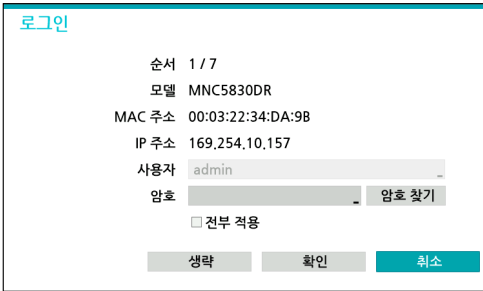 로그인
순서 1 / 7
모델 MNC5830DR
MAC 주소 00:03:22:34:DA:9B
IP 주소 169.254.10.157
사용자 admin
암호 암호 찾기
전부 적용
생략 확인 취소